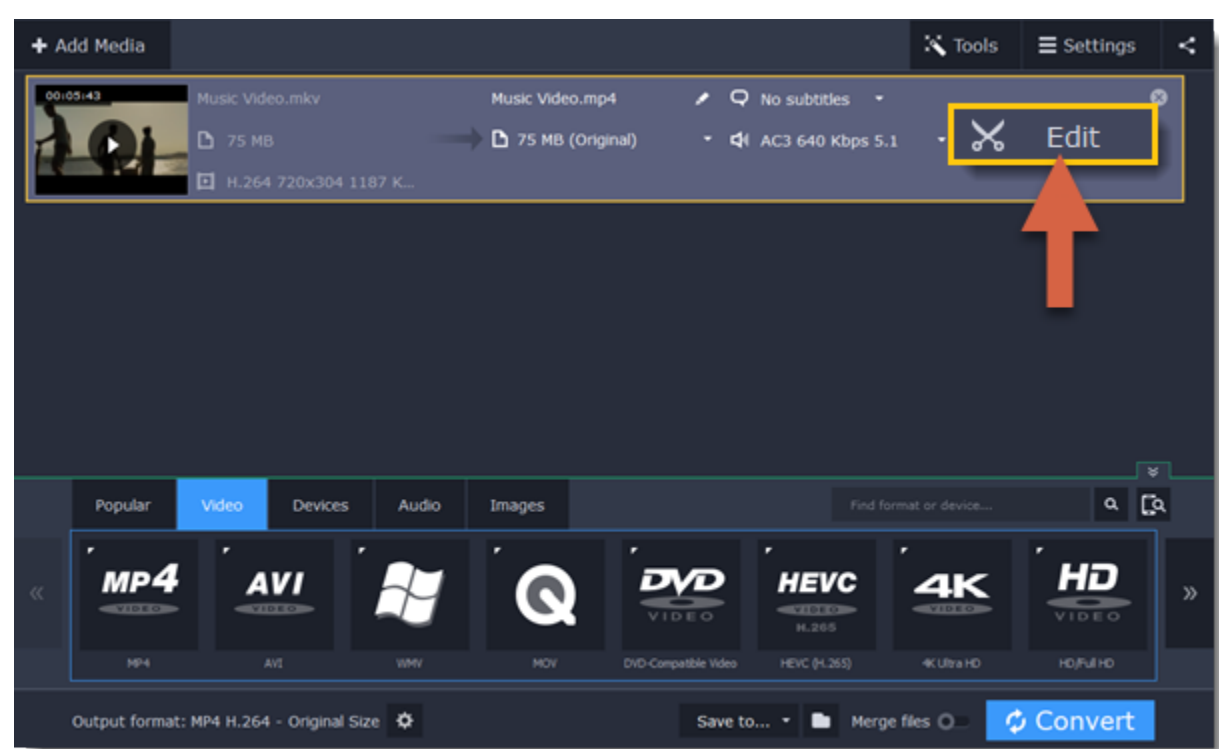 + Add Media
Tools
Settings
00:05:43
Music Video.mkv
Music Video.mp4
No subtitles
75 MB
75 MB (Original)
AC3 640 Kbps 5.1
Edit
H.264 720x304 1187 K...
Popular
Video
Devices
Audio
Images
Find format or device...
MP4
VIDEO
AVI
VIDEO
DVD
VIDEO
HEVC
VIDEO
H.265
4K
VIDEO
HD
VIDEO
MP4
AVI
WMV
MOV
DVD-Compatible Video
HEVC (H.265)
4K Ultra HD
HD/Full HD
Output format: MP4 H.264 - Original Size
Save to...
Merge files
Convert